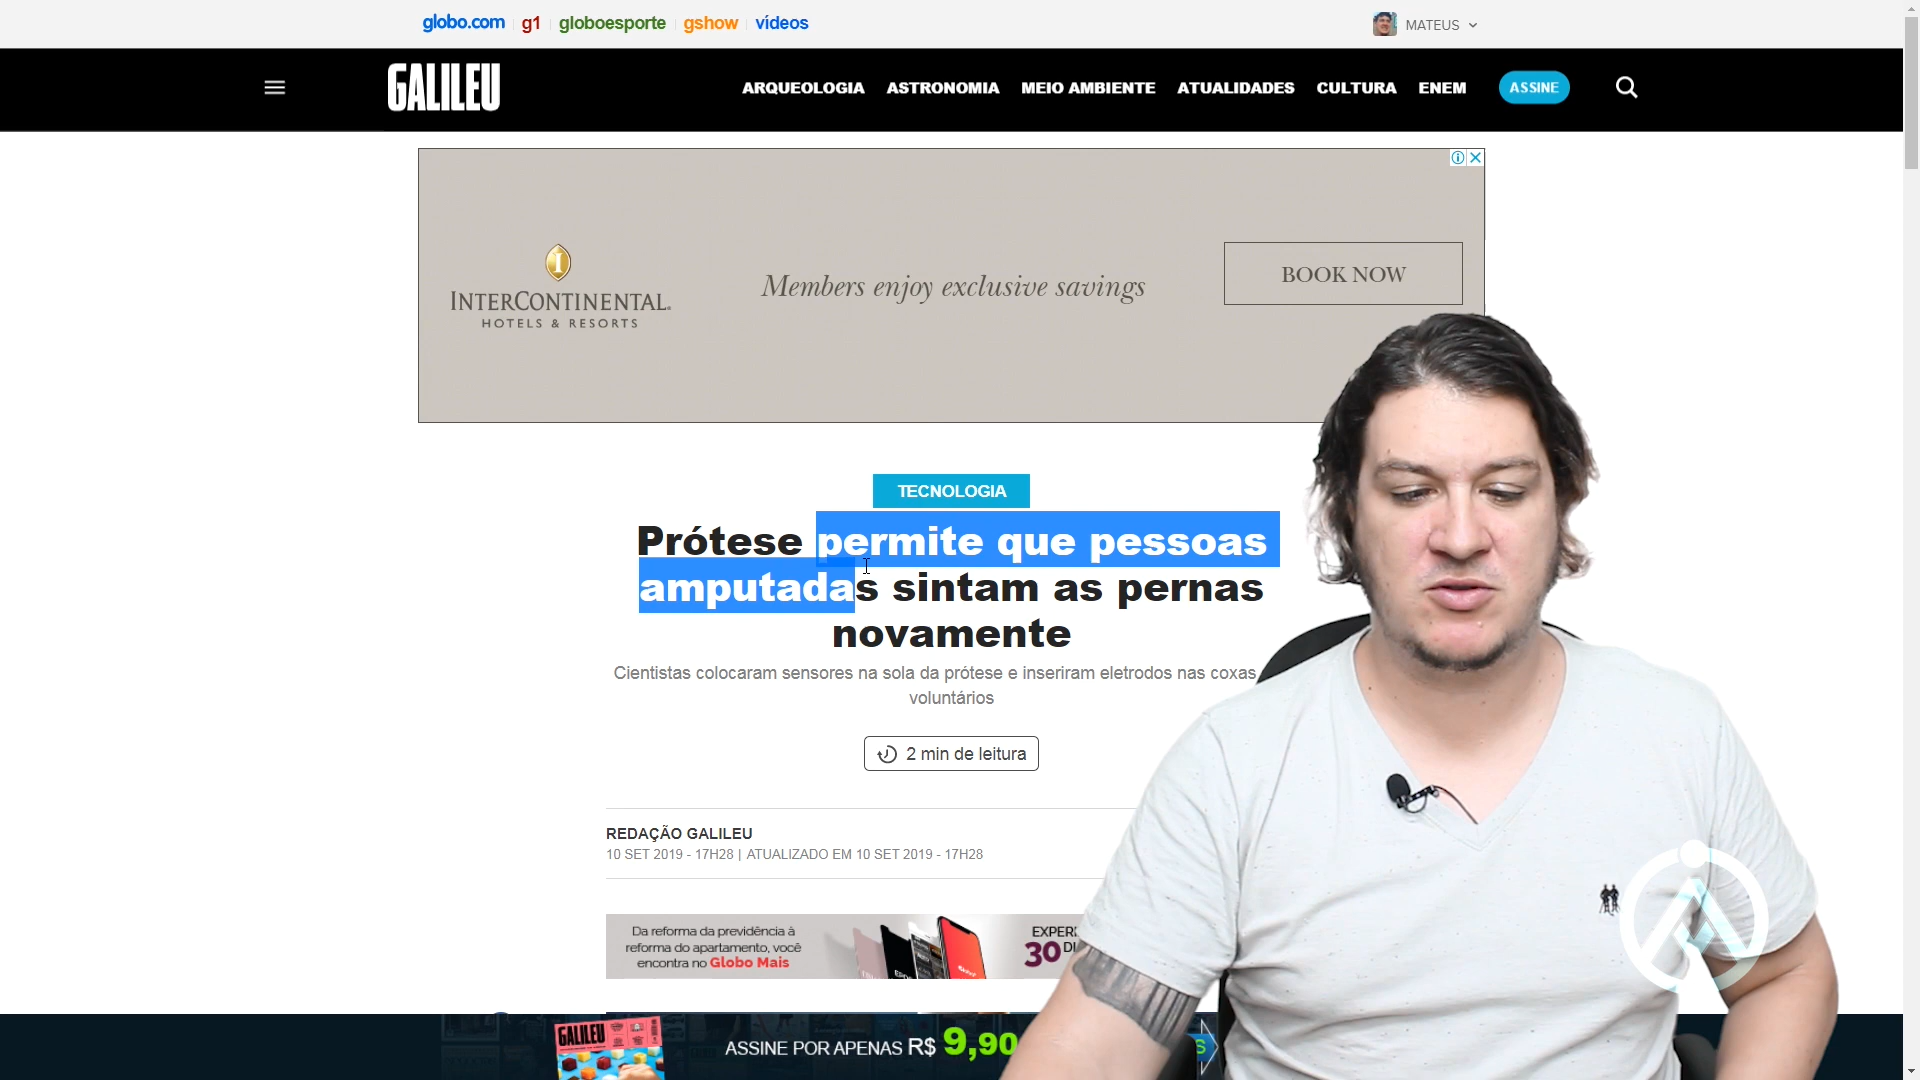 globo.com g1 globoesporte gshow vídeos
MATEUS
GALILEU
ARQUEOLOGIA ASTRONOMIA MEIO AMBIENTE ATUALIDADES CULTURA ENEM ASSINE
INTERCONTINENTAL
HOTELS & RESORTS
Members enjoy exclusive savings
BOOK NOW
TECNOLOGIA
Prótese permite que pessoas
amputadas sintam as pernas
novamente
Cientistas colocaram sensores na sola da prótese e inseriram eletrodos nas coxas
voluntários
2 min de leitura
REDAÇÃO GALILEU
10 SET 2019 - 17H28 | ATUALIZADO EM 10 SET 2019 - 17H28
Da reforma da previdência à
reforma do apartamento, você
encontra no Globo Mais
30
GALILEU
ASSINE POR APENAS R$ 9,90